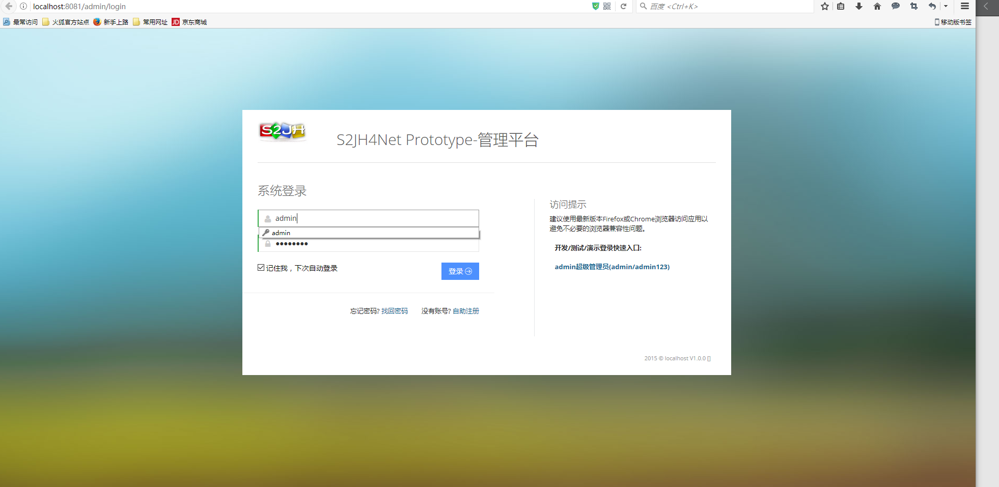 localhost:8081/admin/login
百度 <Ctrl+K>
最常访问 火狐官方站点 新手上路 常用网址 JD 京东商城 移动版书签
S2JH
S2JH4Net Prototype-管理平台
系统登录
admin
admin
••••••••
记住我，下次自动登录
登录
忘记密码? 找回密码 没有账号? 自助注册
访问提示
建议使用最新版本Firefox或Chrome浏览器访问应用以
避免不必要的浏览器兼容性问题。
开发/测试/演示登录快速入口:
admin超级管理员(admin/admin123)
2015 © localhost V1.0.0 []